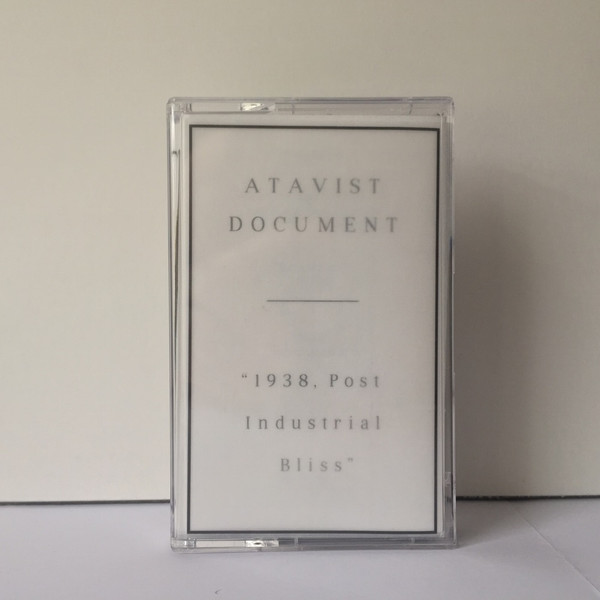 ATAVIST
DOCUMENT
“1938, Post
Industrial
Bliss”